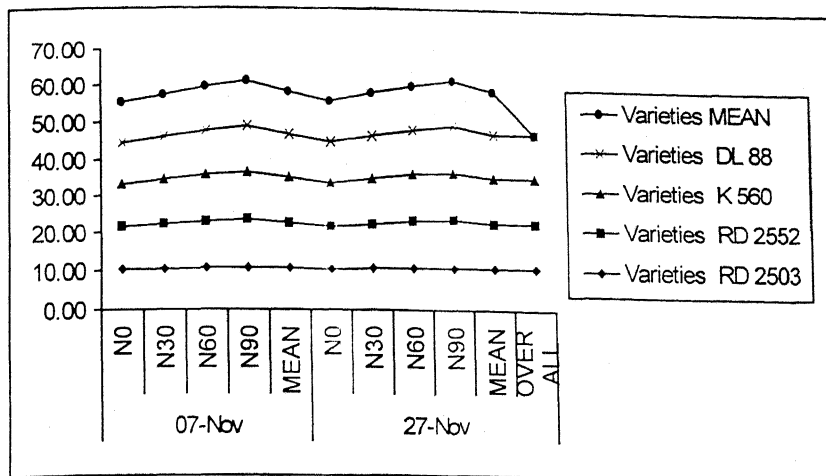 70.00
60.00
50.00
40.00
30.00
20.00
10.00
0.00
N0
N30
N60
N90
MEAN
N0
N30
N60
N90
MEAN
OVER
ALL
07-Nov
27-Nov
Varieties MEAN
Varieties DL 88
Varieties K 560
Varieties RD 2552
Varieties RD 2503